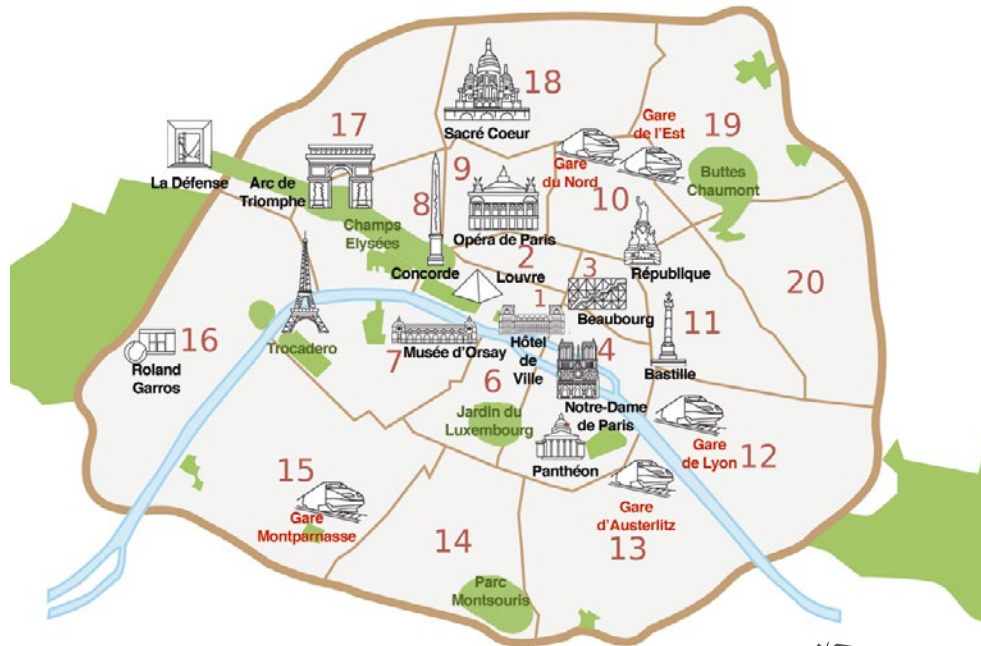 18
Sacré Coeur
17
Gare
de l'Est
19
La Défense
Arc de
Triomphe
9
Gare
du Nord
Buttes
Chaumont
8
10
Champs
Elysées
Opéra de Paris
2
3
République
Concorde
Louvre
20
1
Beaubourg
11
16
Trocadero
7
Musée d'Orsay
Hôtel
de
Ville
4
Bastille
Roland
Garros
6
Notre-Dame
de Paris
Jardin du
Luxembourg
Gare
de Lyon
12
Panthéon
15
Gare
Montparnasse
Gare
d'Austerlitz
14
13
Parc
Montsouris